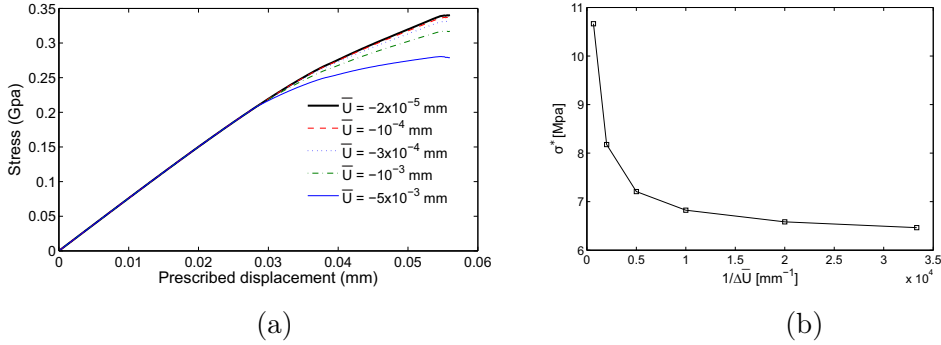 0.35
0.3
0.25
0.2
0.15
0.1
0.05
0
Stress (Gpa)
U̅ = −2x10⁻⁵ mm
U̅ = −10⁻⁴ mm
U̅ = −3x10⁻⁴ mm
U̅ = −10⁻³ mm
U̅ = −5x10⁻³ mm
0 0.01 0.02 0.03 0.04 0.05 0.06
Prescribed displacement (mm)
(a)
11
10
9
8
7
6
σ* [Mpa]
0 0.5 1 1.5 2 2.5 3 3.5
1/ΔU̅ [mm⁻¹]
x 10⁴
(b)